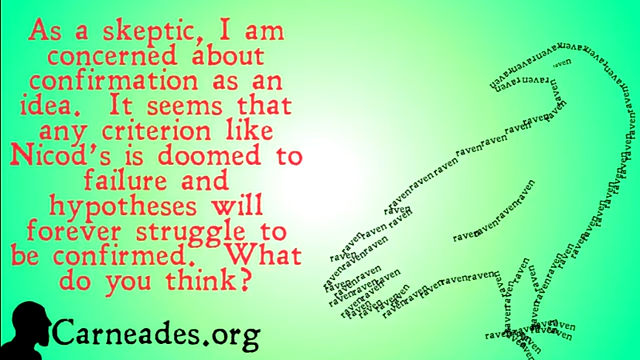 As a skeptic, I am
concerned about
confirmation as an
idea.  It seems that
any criterion like
Nicod's is doomed to
failure and
hypotheses will
forever struggle to
be confirmed.  What
do you think?
Carneades.org
raven